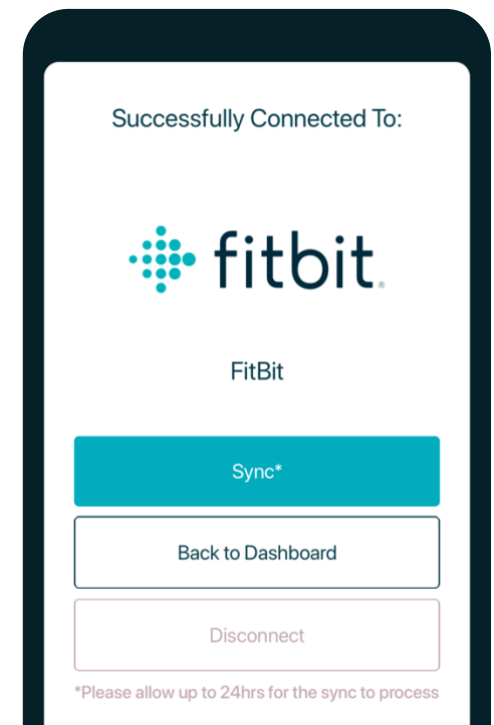 Successfully Connected To:
fitbit®
FitBit
Sync*
Back to Dashboard
Disconnect
*Please allow up to 24hrs for the sync to process